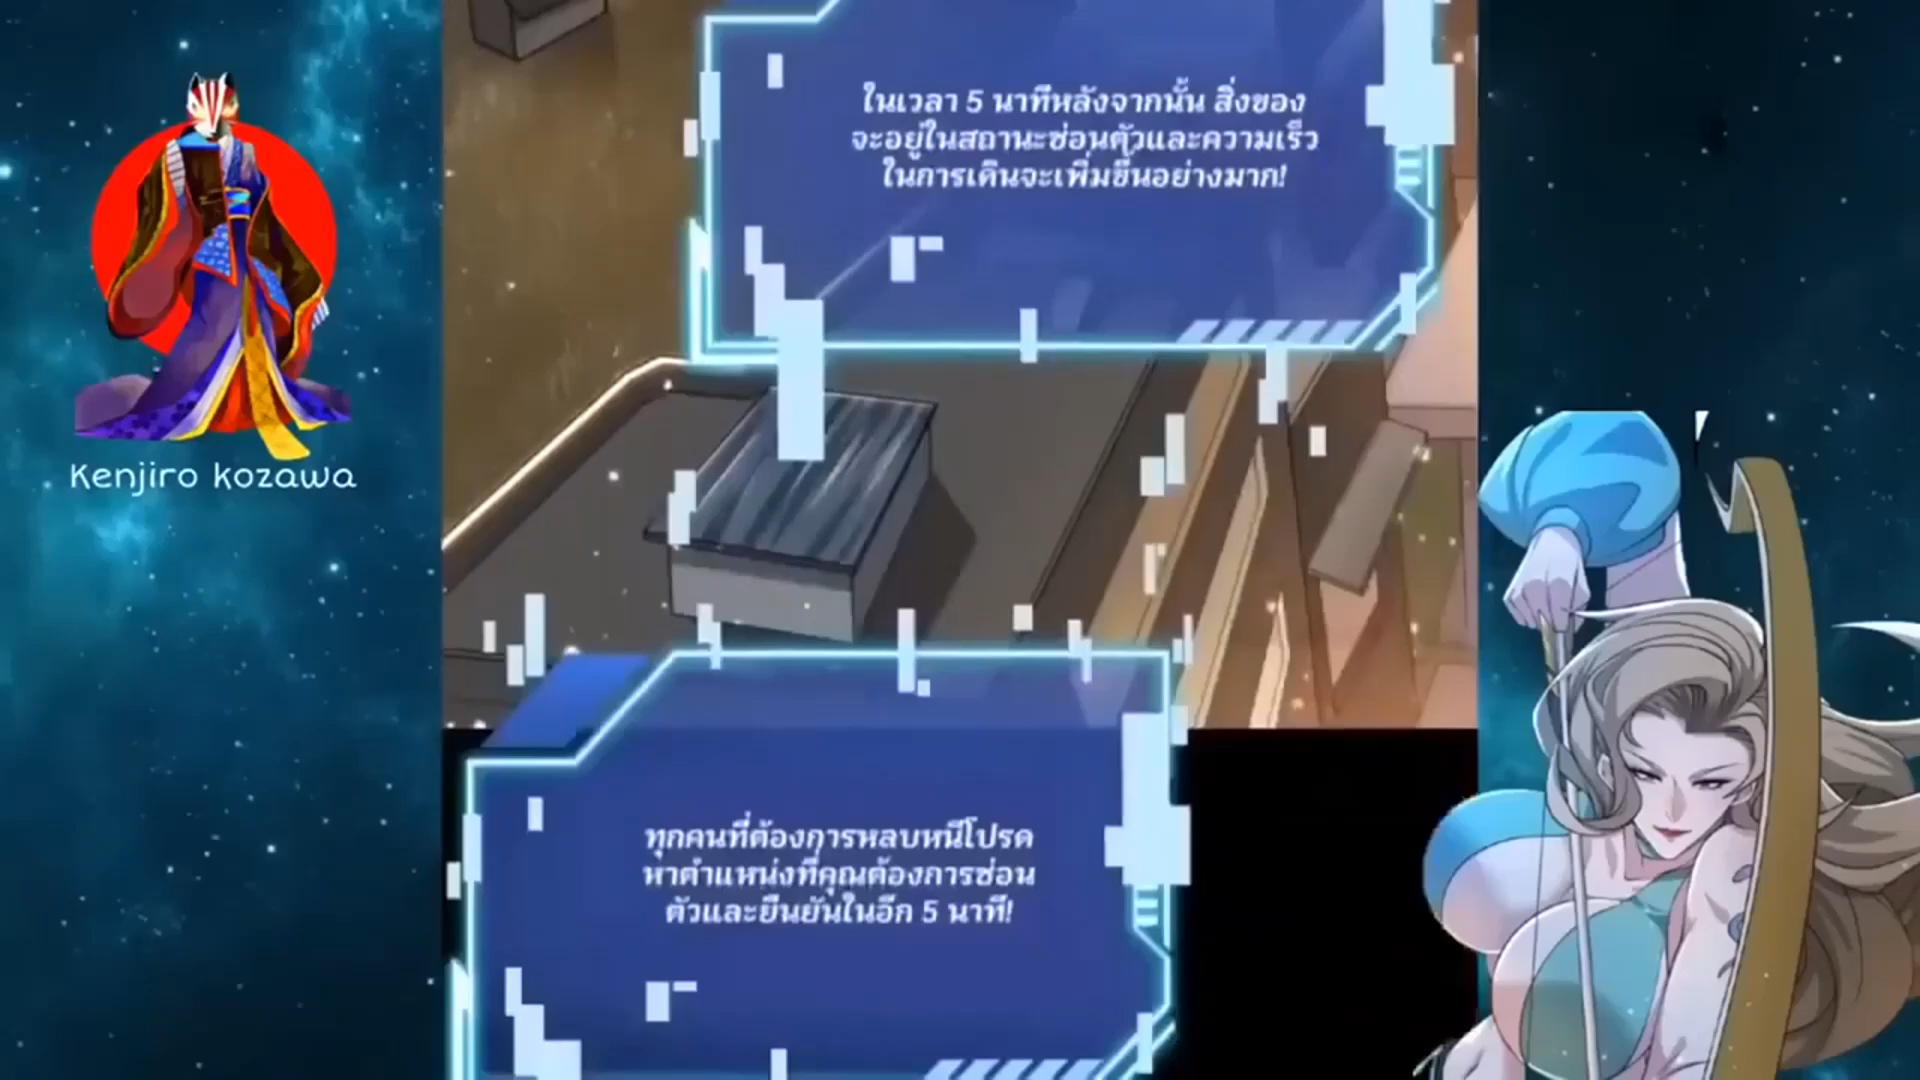 ในเวลา 5 นาทีหลังจากนั้น สิ่งของ
จะอยู่ในสถานะซ่อนตัวและความเร็ว
ในการเดินจะเพิ่มขึ้นอย่างมาก!
Kenjiro kozawa
ทุกคนที่ต้องการหลบหนีโปรด
หาตำแหน่งที่คุณต้องการซ่อน
ตัวและยืนยันในอีก 5 นาที!